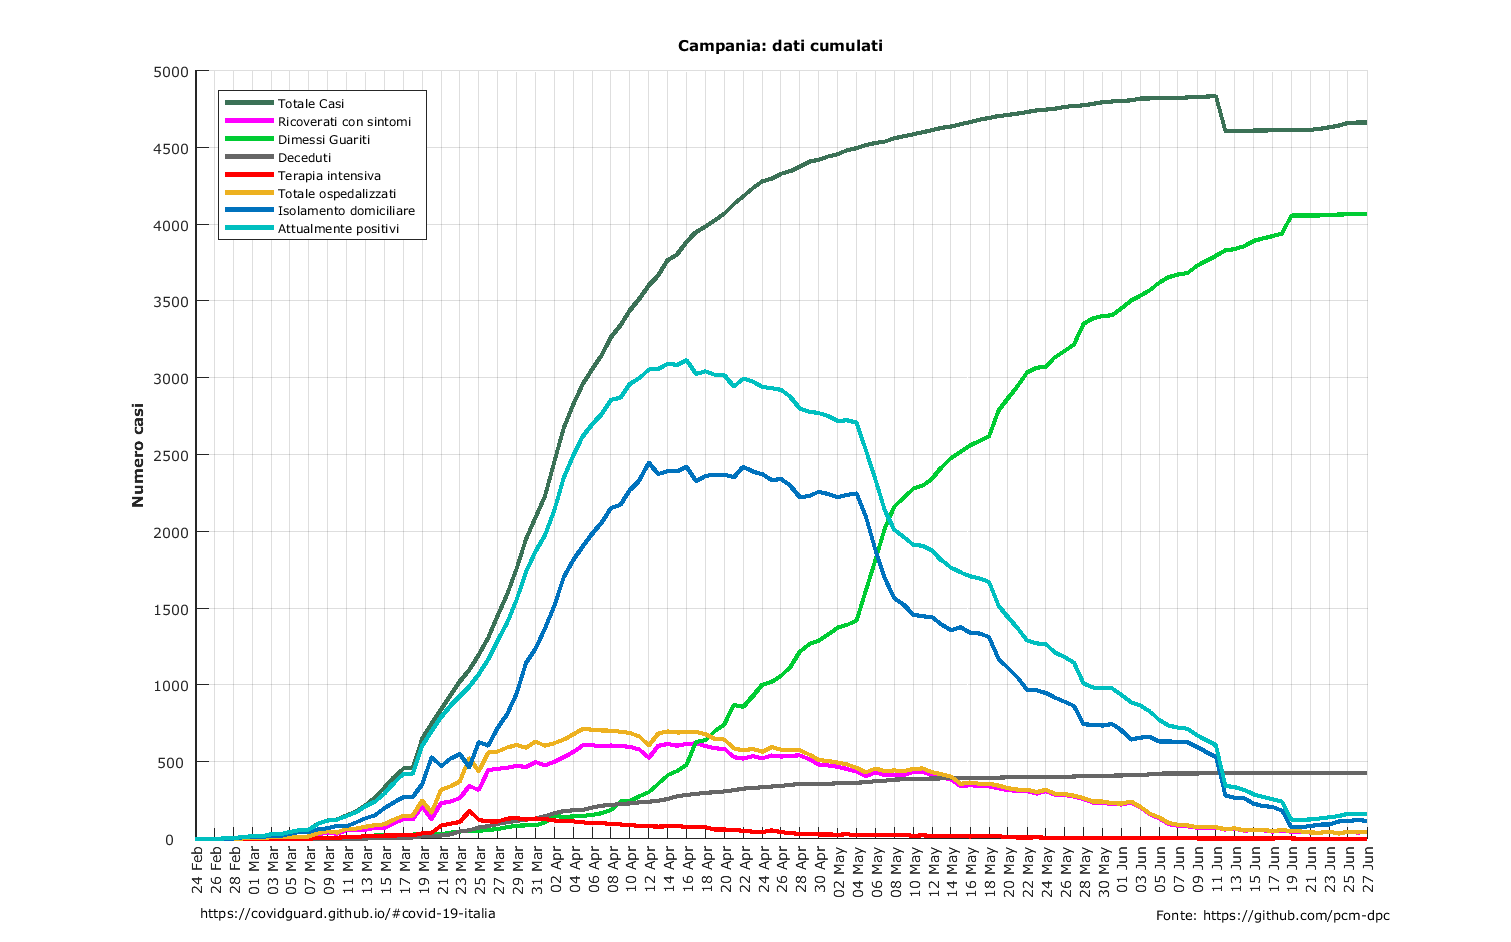 Campania: dati cumulati
Numero casi
5000
4500
4000
3500
3000
2500
2000
1500
1000
500
0
Totale Casi
Ricoverati con sintomi
Dimessi Guariti
Deceduti
Terapia intensiva
Totale ospedalizzati
Isolamento domiciliare
Attualmente positivi
24 Feb
26 Feb
28 Feb
01 Mar
03 Mar
05 Mar
07 Mar
09 Mar
11 Mar
13 Mar
15 Mar
17 Mar
19 Mar
21 Mar
23 Mar
25 Mar
27 Mar
29 Mar
31 Mar
02 Apr
04 Apr
06 Apr
08 Apr
10 Apr
12 Apr
14 Apr
16 Apr
18 Apr
20 Apr
22 Apr
24 Apr
26 Apr
28 Apr
30 Apr
02 May
04 May
06 May
08 May
10 May
12 May
14 May
16 May
18 May
20 May
22 May
24 May
26 May
28 May
30 May
01 Jun
03 Jun
05 Jun
07 Jun
09 Jun
11 Jun
13 Jun
15 Jun
17 Jun
19 Jun
21 Jun
23 Jun
25 Jun
27 Jun
https://covidguard.github.io/#covid-19-italia
Fonte: https://github.com/pcm-dpc